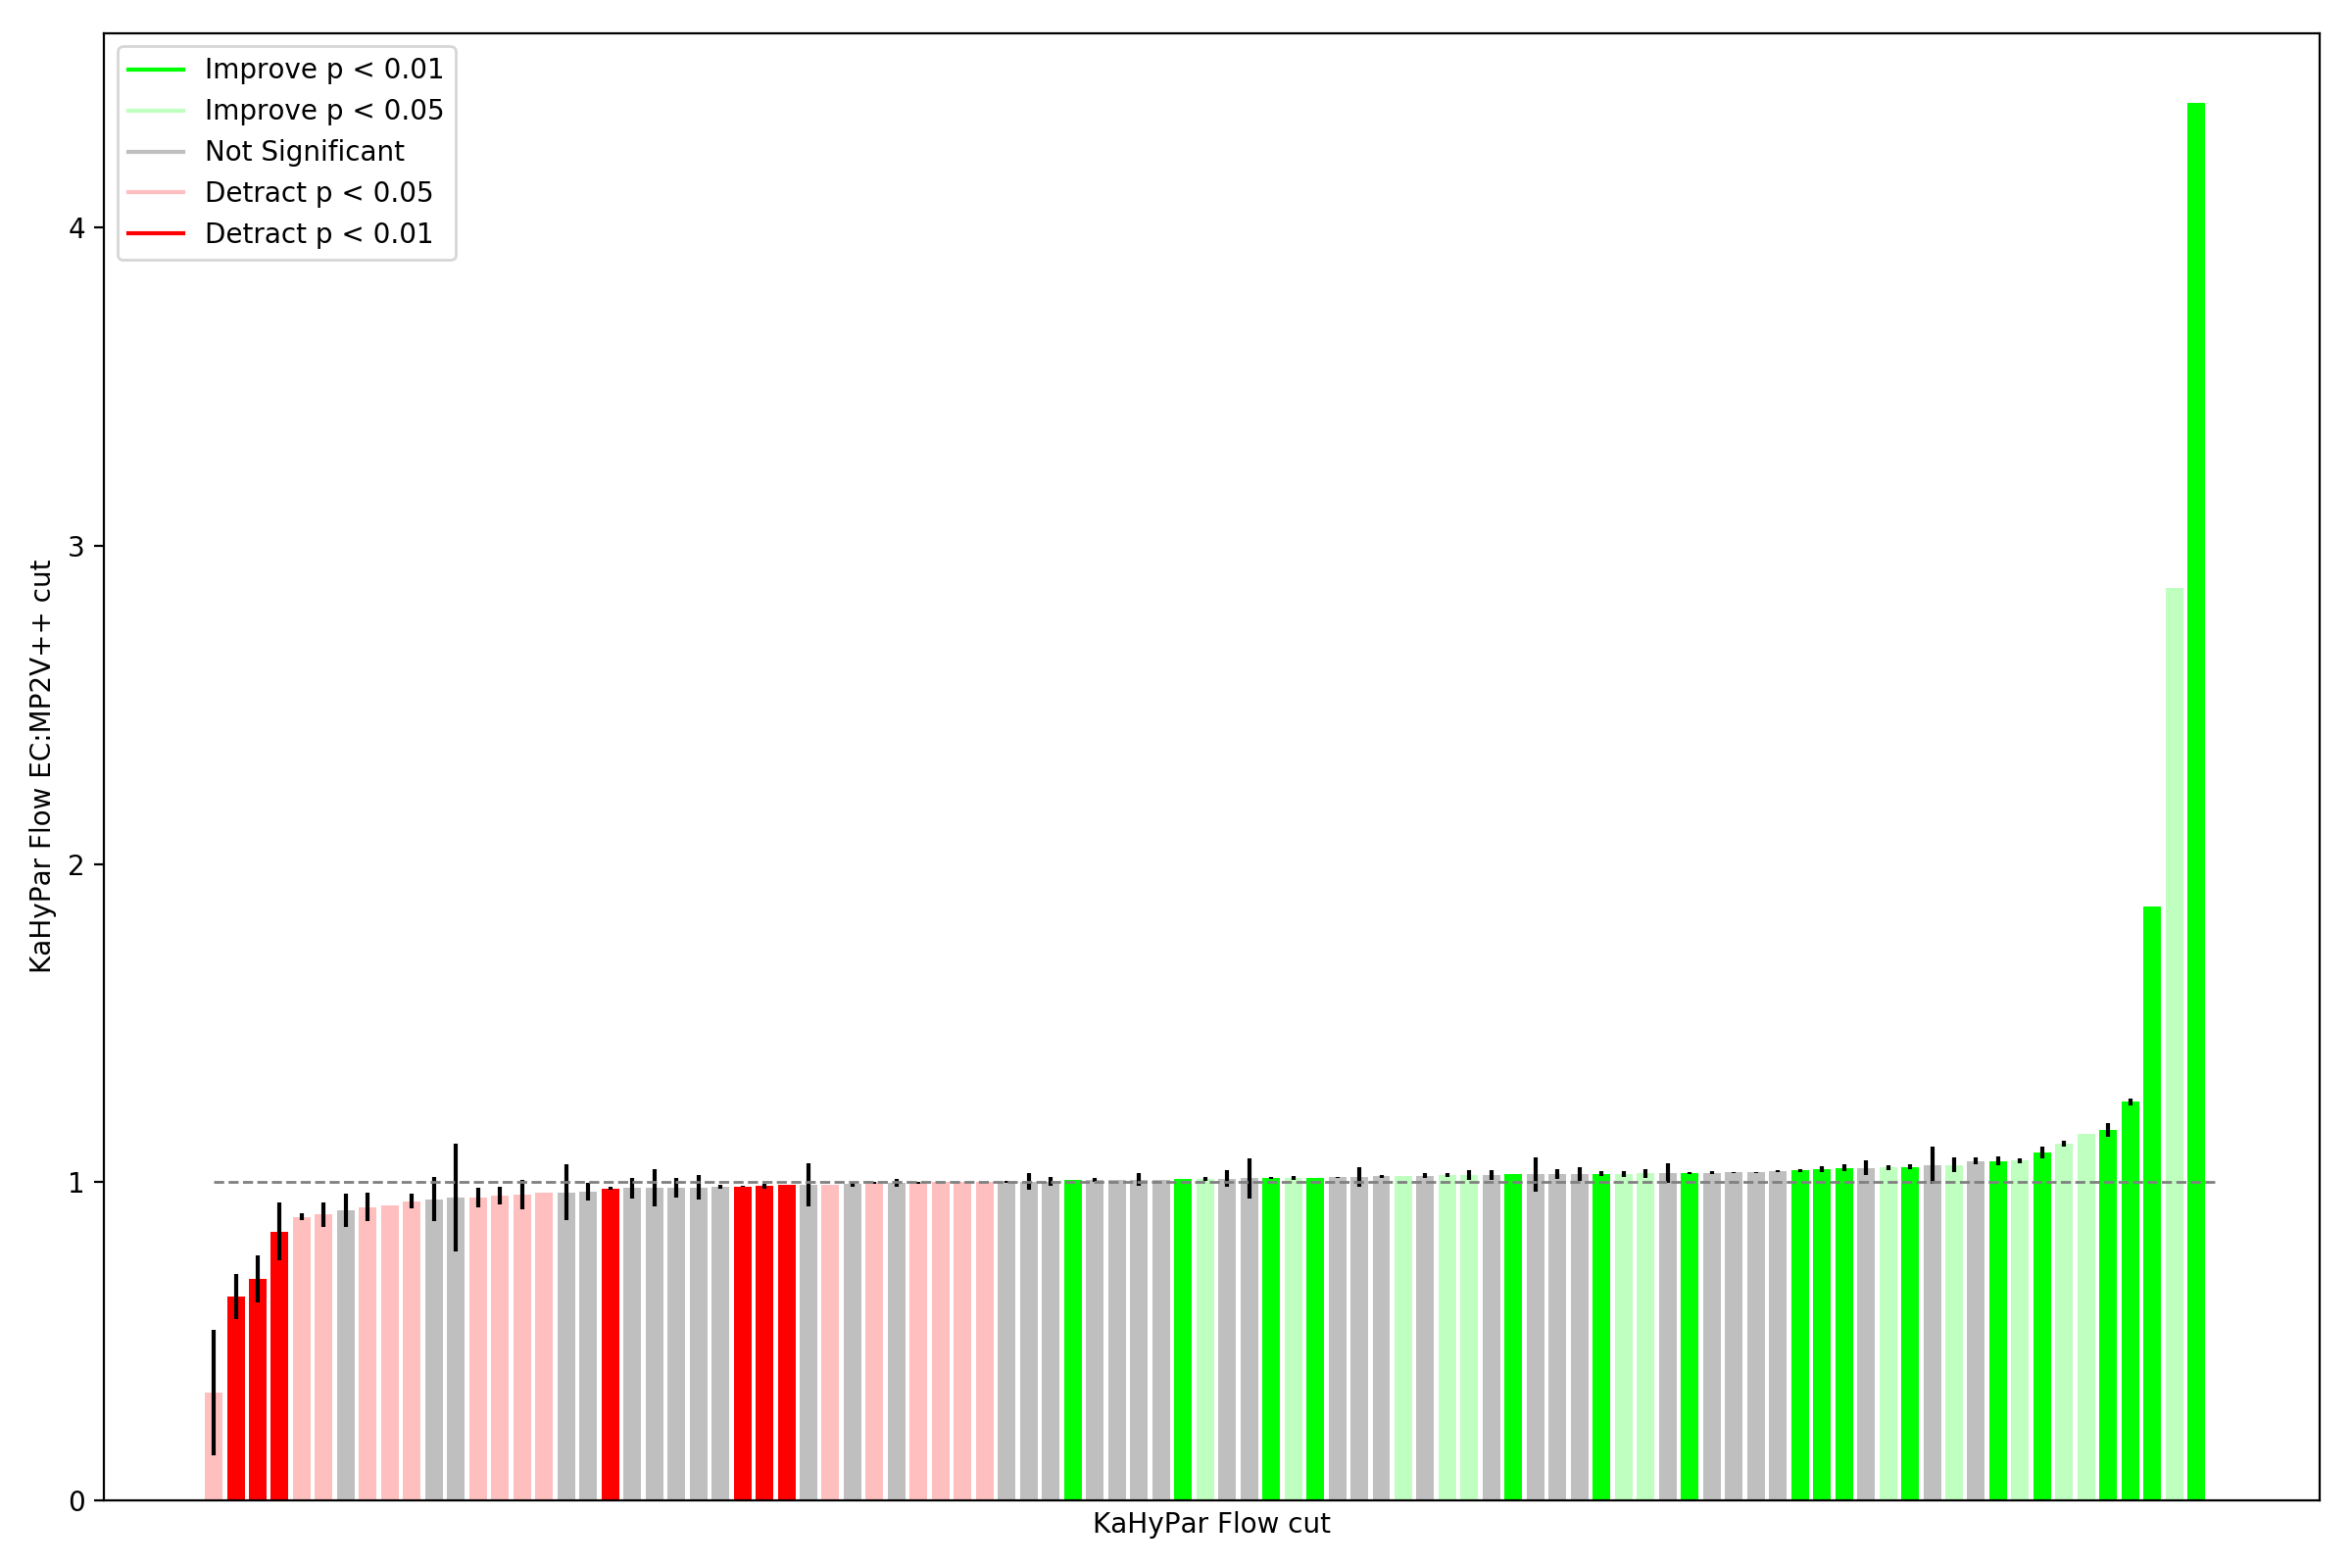 Improve p < 0.01
Improve p < 0.05
Not Significant
Detract p < 0.05
Detract p < 0.01
4
3
2
1
0
KaHyPar Flow EC:MP2V++ cut
KaHyPar Flow cut